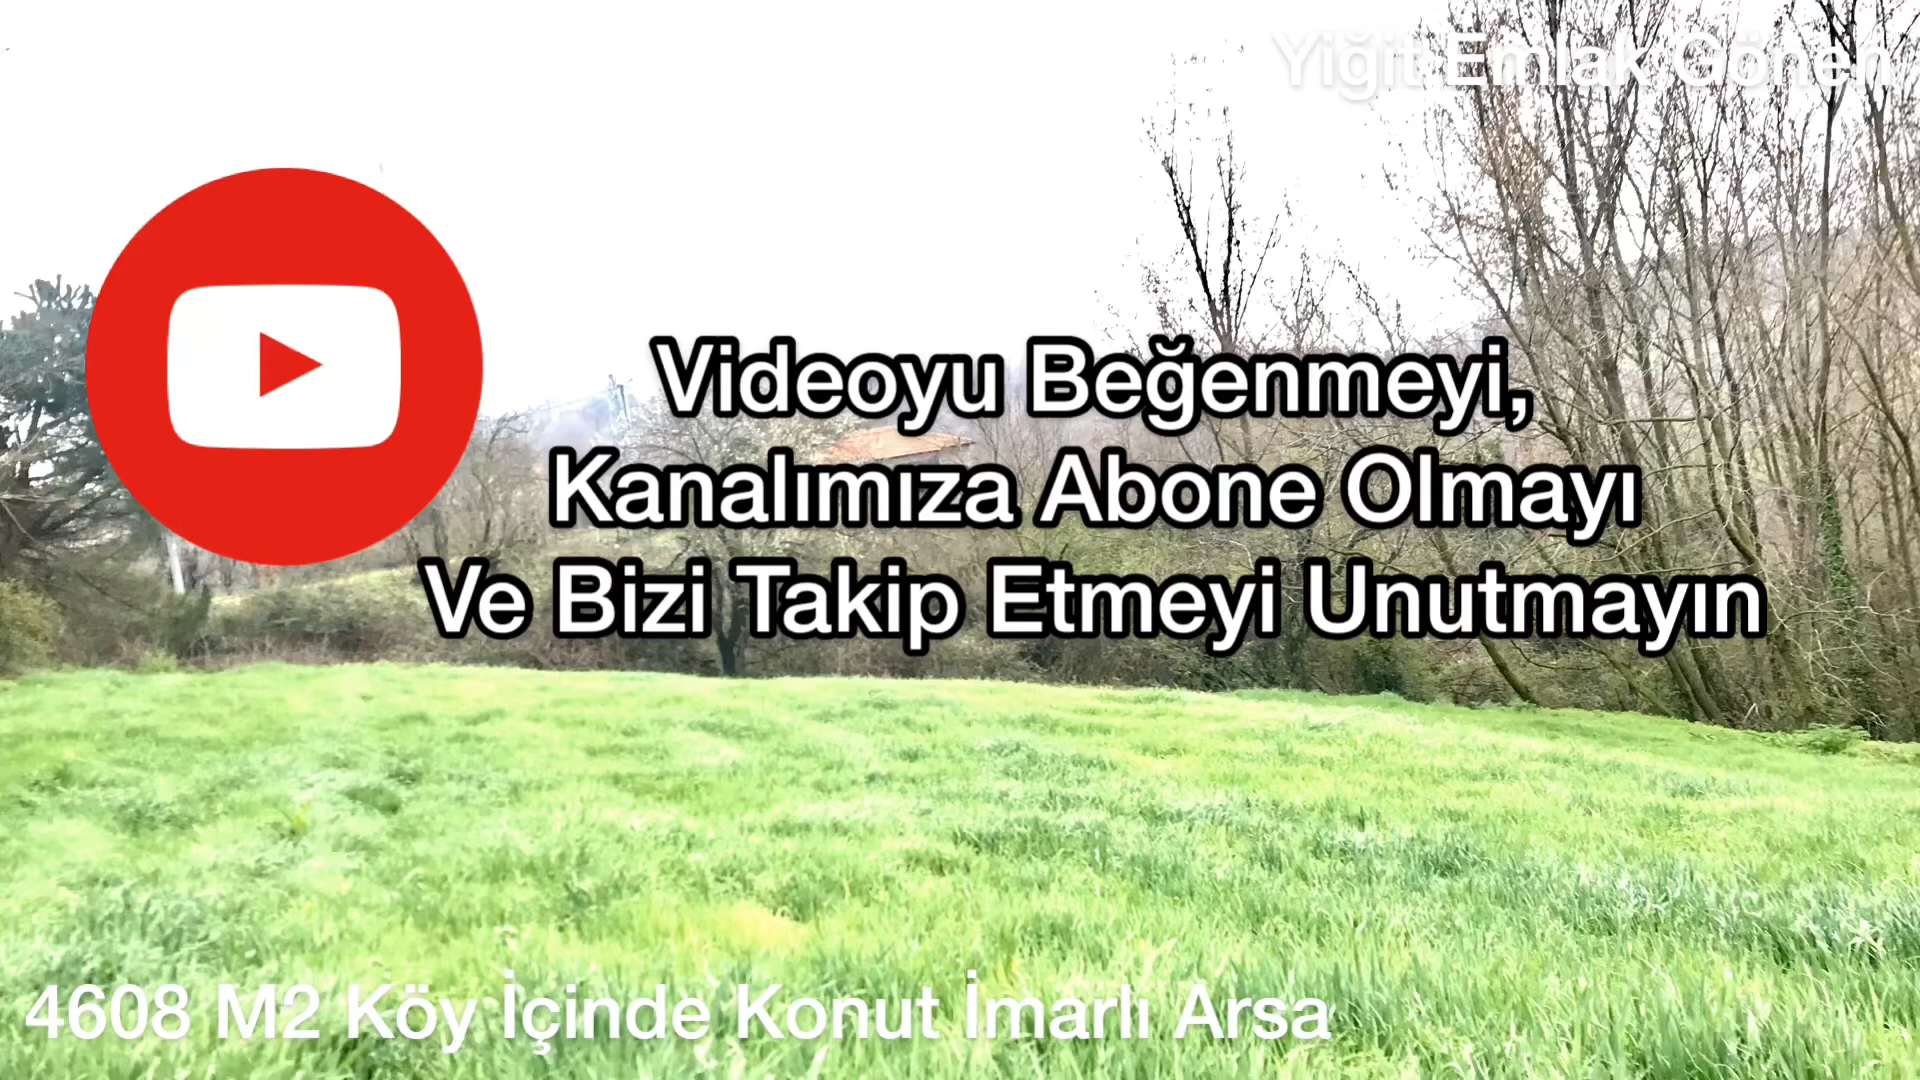 Yiğit Emlak Gönen
Videoyu Beğenmeyi,
Kanalımıza Abone Olmayı
Ve Bizi Takip Etmeyi Unutmayın
4608 M2 Köy İçinde Konut İmarlı Arsa